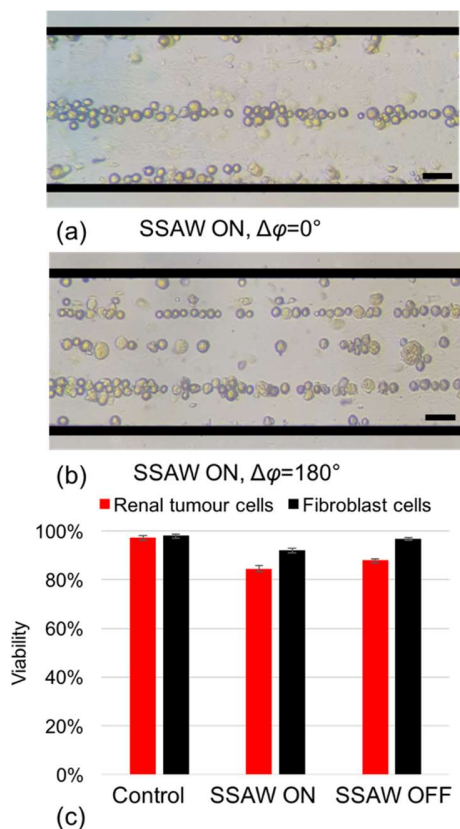 (a) SSAW ON, Δφ=0°
(b) SSAW ON, Δφ=180°
Renal tumour cells Fibroblast cells
100%
80%
60%
40%
20%
0%
Viability
Control SSAW ON SSAW OFF
(c)